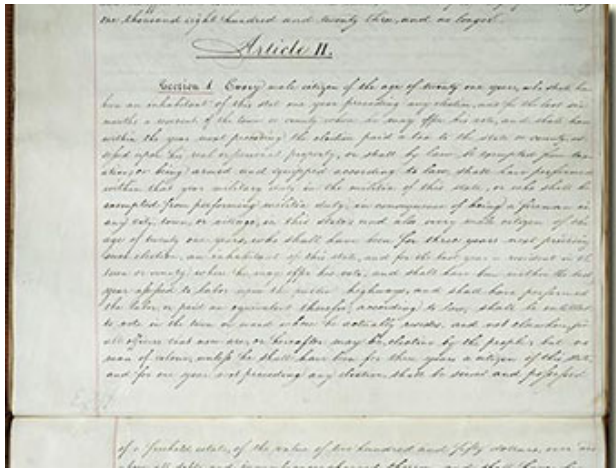 one thousand eight hundred and twenty three, and no longer.
Article II.
Section 1. Every male citizen of the age of twenty one years, who shall have
been an inhabitant of this state one year preceding any election, and for the last six
months a resident of the town or county where he may offer his vote, and shall have
within the year next preceding the election paid a tax to the state or county, as-
sessed upon his real or personal property, or shall by law, be exempted from tax-
ation; or being armed and equipped according to law, shall have performed
within that year military duty in the militia of this state, or who shall be
exempted from performing militia duty in consequence of being a fireman in
any city, town, or village, in this state: and also every male citizen of the
age of twenty one years, who shall have been for three years next preceding
such election, an inhabitant of this state, and for the last year a resident in the
town or county, where he may offer his vote, and shall have been within the last
year assessed to labor upon the public highways, and shall have performed
the labor, or paid an equivalent therefor, according to law, shall be entitled
to vote in the town or ward where he actually resides, and not elsewhere, for
all officers that now are, or hereafter may be, elective by the people; but no
man of colour, unless he shall have been for three years a citizen of this state,
and for one year next preceding any election, shall be seized and possessed
of a freehold estate, of the value of two hundred and fifty dollars, over and
above all debts and incumbrances charged thereon, and shall have